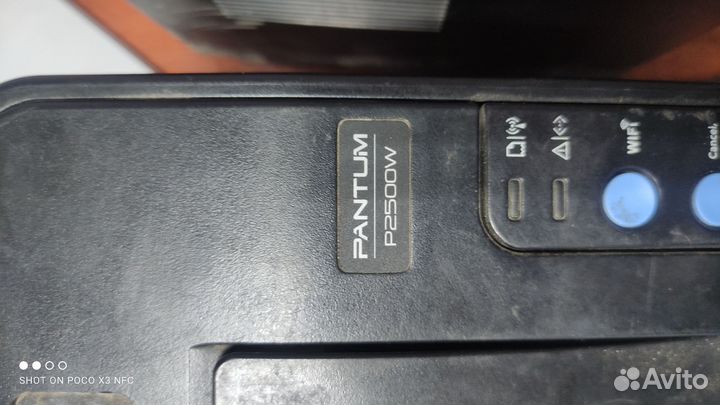 PANTUM
P2500W
WiFi
Cancel
SHOT ON POCO X3 NFC
Avito